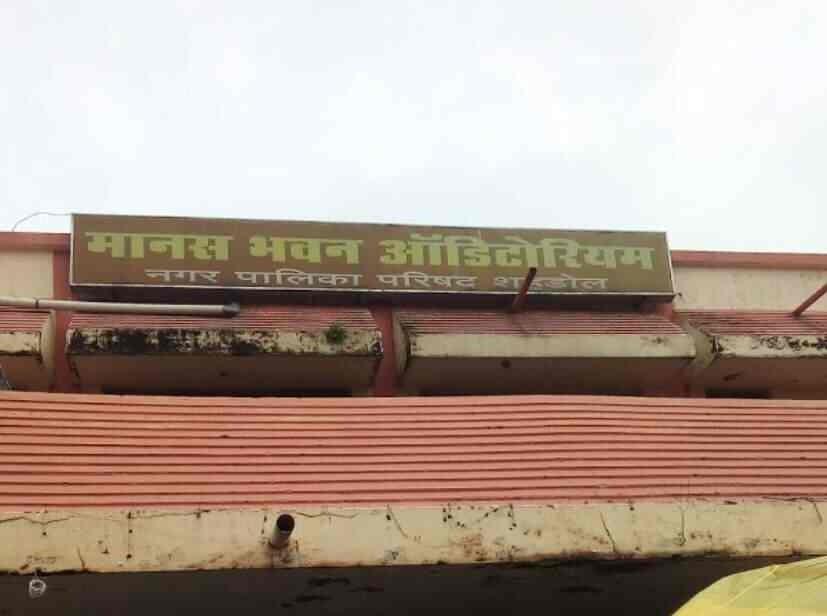 मानस भवन ऑडिटोरियम
नगर पालिका परिषद शहडोल